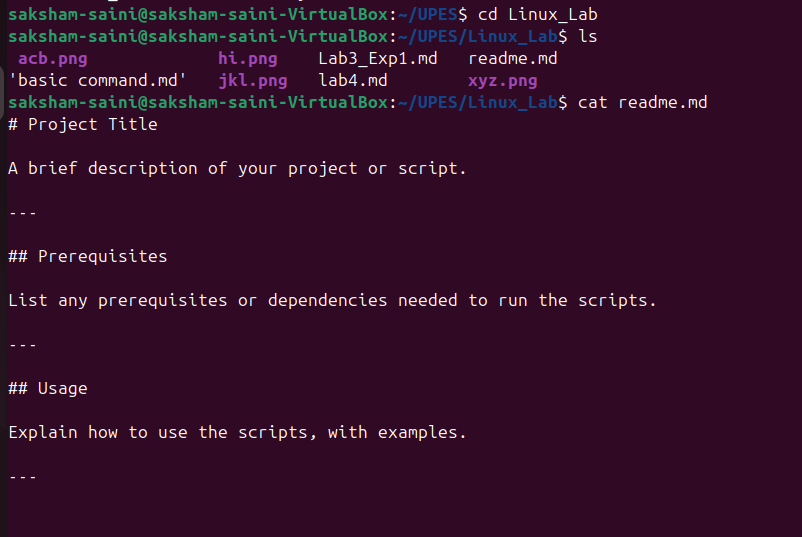 saksham-saini@saksham-saini-VirtualBox:~/UPES$ cd Linux_Lab
saksham-saini@saksham-saini-VirtualBox:~/UPES/Linux_Lab$ ls
 acb.png             hi.png    Lab3_Exp1.md   readme.md
'basic command.md'   jkl.png   lab4.md        xyz.png
saksham-saini@saksham-saini-VirtualBox:~/UPES/Linux_Lab$ cat readme.md
# Project Title
A brief description of your project or script.
---
## Prerequisites
List any prerequisites or dependencies needed to run the scripts.
---
## Usage
Explain how to use the scripts, with examples.
---